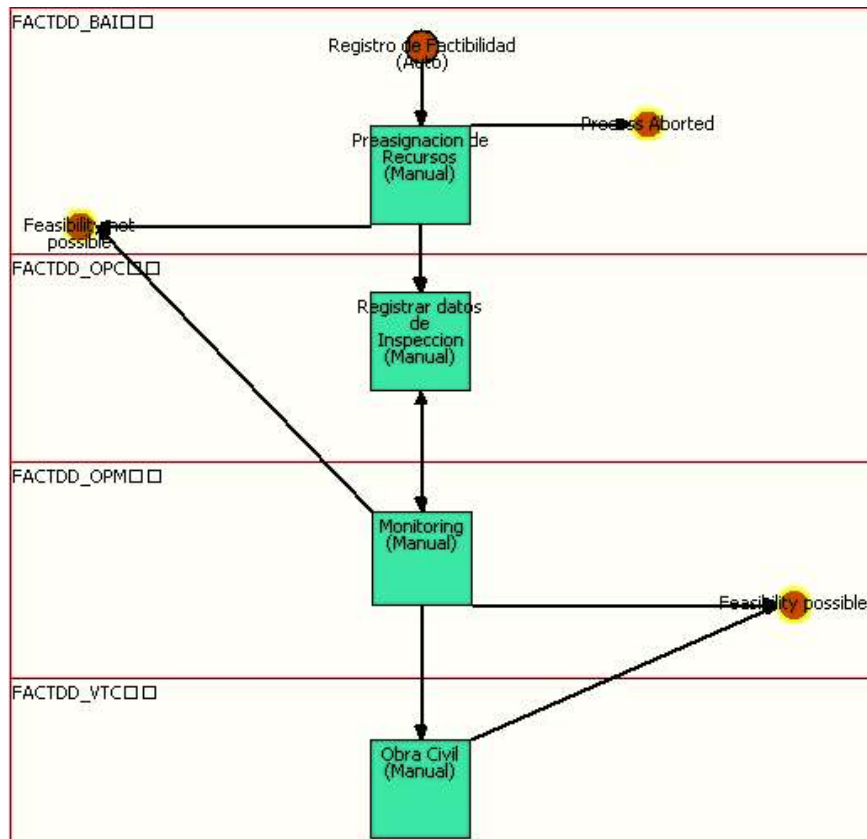 FACTDD_BAI□ □
Registro de Factibilidad
(Auto)
Process Aborted
Preasignacion de
Recursos
(Manual)
Feasibility not
possible
FACTDD_OPC□ □
Registrar datos
de
Inspeccion
(Manual)
FACTDD_OPM□ □
Monitoring
(Manual)
Feasibility possible
FACTDD_VTC□ □
Obra Civil
(Manual)